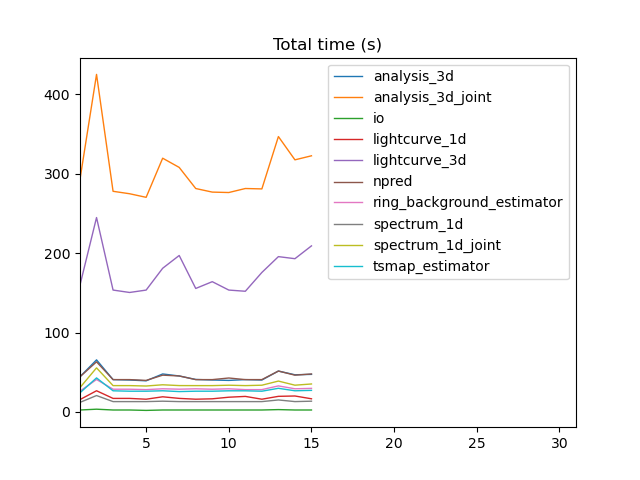 Total time (s)
400
300
200
100
0
5
10
15
20
25
30
analysis_3d
analysis_3d_joint
io
lightcurve_1d
lightcurve_3d
npred
ring_background_estimator
spectrum_1d
spectrum_1d_joint
tsmap_estimator